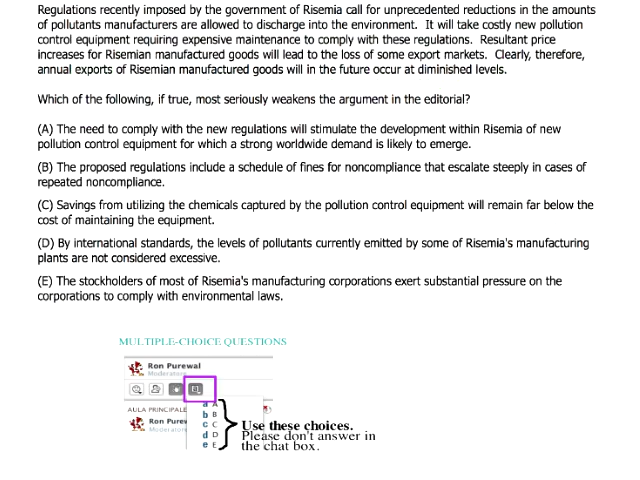 Regulations recently imposed by the government of Risemia call for unprecedented reductions in the amounts
of pollutants manufacturers are allowed to discharge into the environment. It will take costly new pollution
control equipment requiring expensive maintenance to comply with these regulations. Resultant price
increases for Risemian manufactured goods will lead to the loss of some export markets. Clearly, therefore,
annual exports of Risemian manufactured goods will in the future occur at diminished levels.
Which of the following, if true, most seriously weakens the argument in the editorial?
(A) The need to comply with the new regulations will stimulate the development within Risemia of new
pollution control equipment for which a strong worldwide demand is likely to emerge.
(B) The proposed regulations include a schedule of fines for noncompliance that escalate steeply in cases of
repeated noncompliance.
(C) Savings from utilizing the chemicals captured by the pollution control equipment will remain far below the
cost of maintaining the equipment.
(D) By international standards, the levels of pollutants currently emitted by some of Risemia's manufacturing
plants are not considered excessive.
(E) The stockholders of most of Risemia's manufacturing corporations exert substantial pressure on the
corporations to comply with environmental laws.
MULTIPLE-CHOICE QUESTIONS
Ron Purewal
Moderators
AULA PRINCIPALE
Ron Purew
Moderators
a A
b B
c C
d D
e E
Use these choices.
Please don't answer in
the chat box.